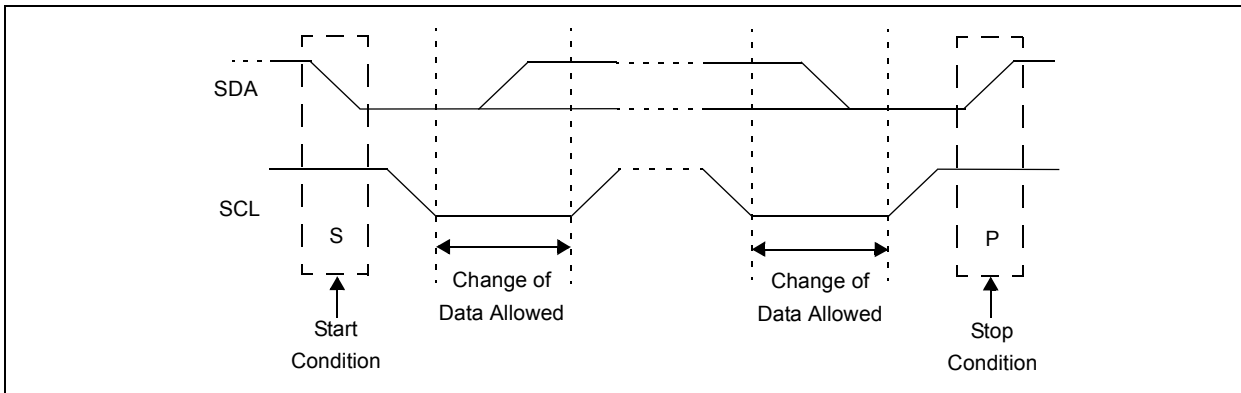 SDA
SCL
S
P
Change of
Data Allowed
Change of
Data Allowed
Start
Condition
Stop
Condition